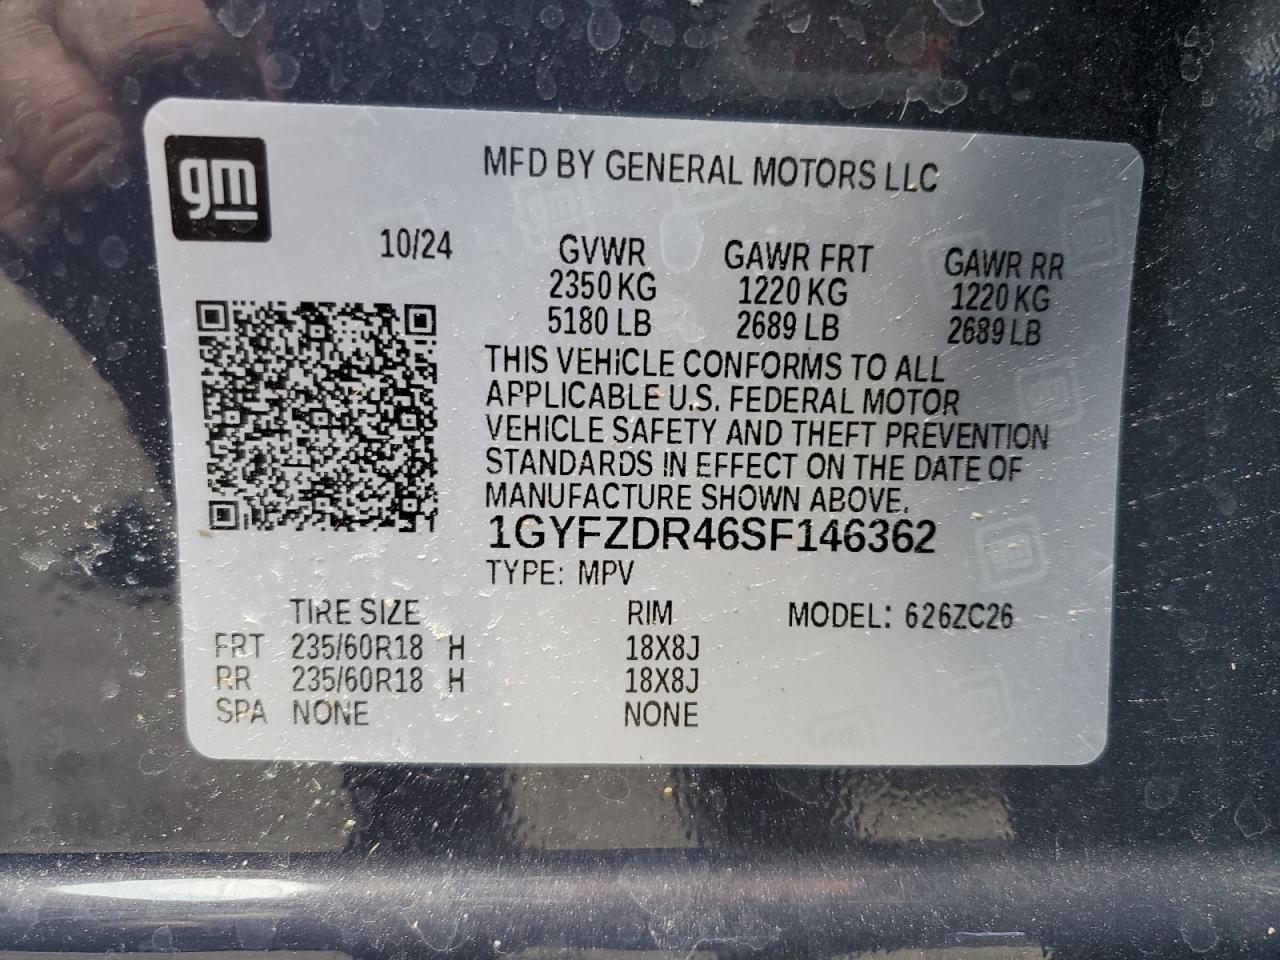 gm
MFD BY GENERAL MOTORS LLC
10/24 GVWR GAWR FRT GAWR RR
2350 KG 1220 KG 1220 KG
5180 LB 2689 LB 2689 LB
THIS VEHICLE CONFORMS TO ALL
APPLICABLE U.S. FEDERAL MOTOR
VEHICLE SAFETY AND THEFT PREVENTION
STANDARDS IN EFFECT ON THE DATE OF
MANUFACTURE SHOWN ABOVE.
1GYFZDR46SF146362
TYPE: MPV
TIRE SIZE RIM MODEL: 626ZC26
FRT 235/60R18 H 18X8J
RR 235/60R18 H 18X8J
SPA NONE NONE